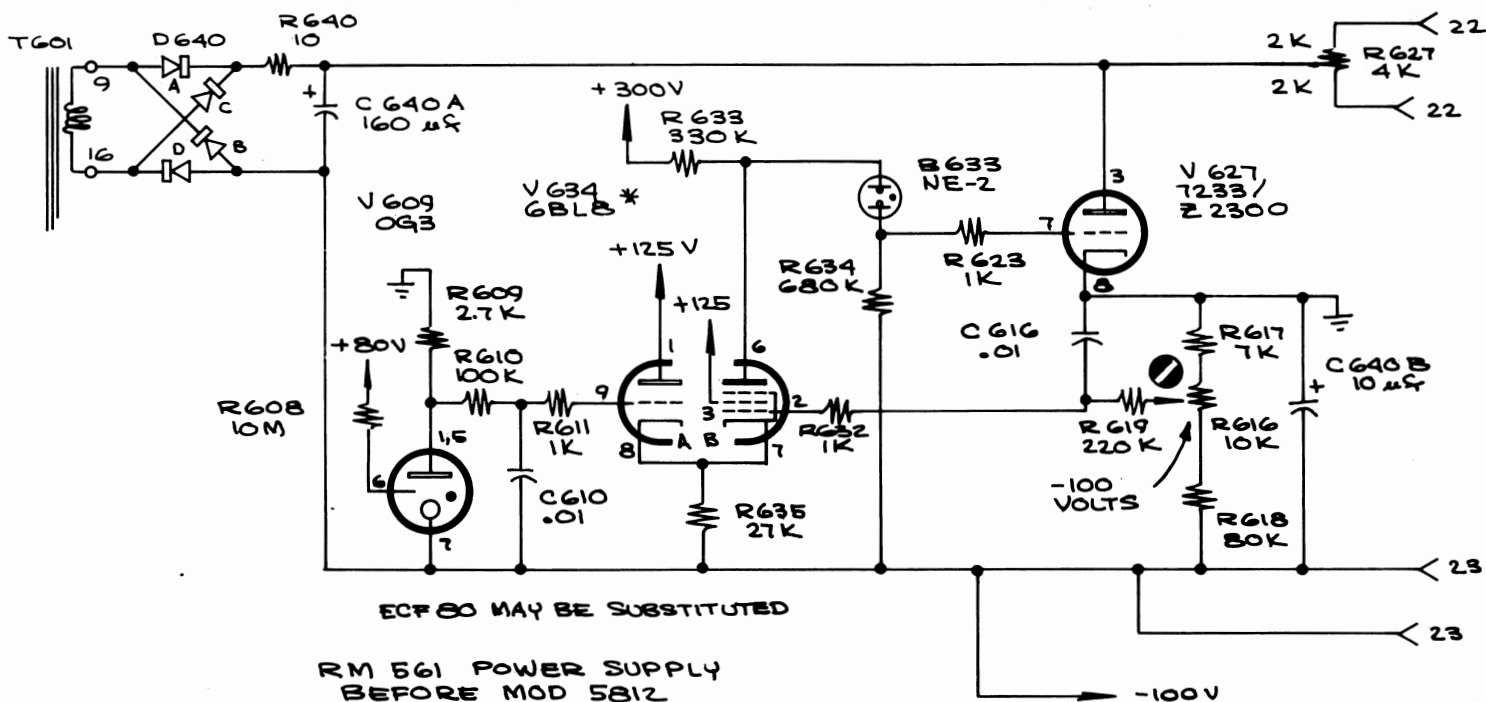 T601
9
16
D640
A
C
B
D
R640
10
+
C640A
160 µf
+300V
R633
330K
B633
NE-2
V627
7233/
Z2300
3
7
8
2K
2K
R627
4K
22
22
V609
0G3
V634 *
6BL8
+125V
+125
R609
2.7K
+80V
R610
100K
R611
1K
R608
10M
1,5
6
7
C610
.01
1
9
8
A
B
6
3
2
7
R632
1K
R635
27K
R634
680K
R623
1K
C616
.01
R619
220K
R617
7K
R616
10K
-100
VOLTS
R618
80K
C640B
+
10 µf
23
23
-100V
ECF80 MAY BE SUBSTITUTED
RM 561 POWER SUPPLY
BEFORE MOD 5812